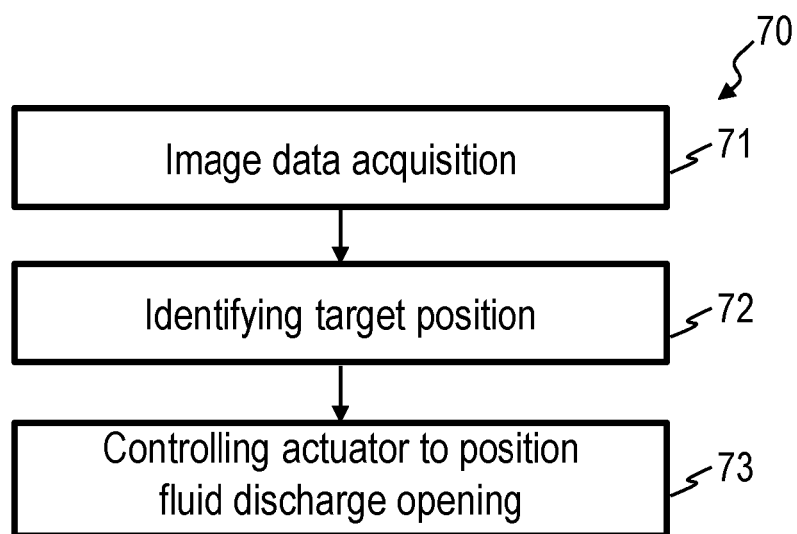 70
Image data acquisition
71
Identifying target position
72
Controlling actuator to position
fluid discharge opening
73